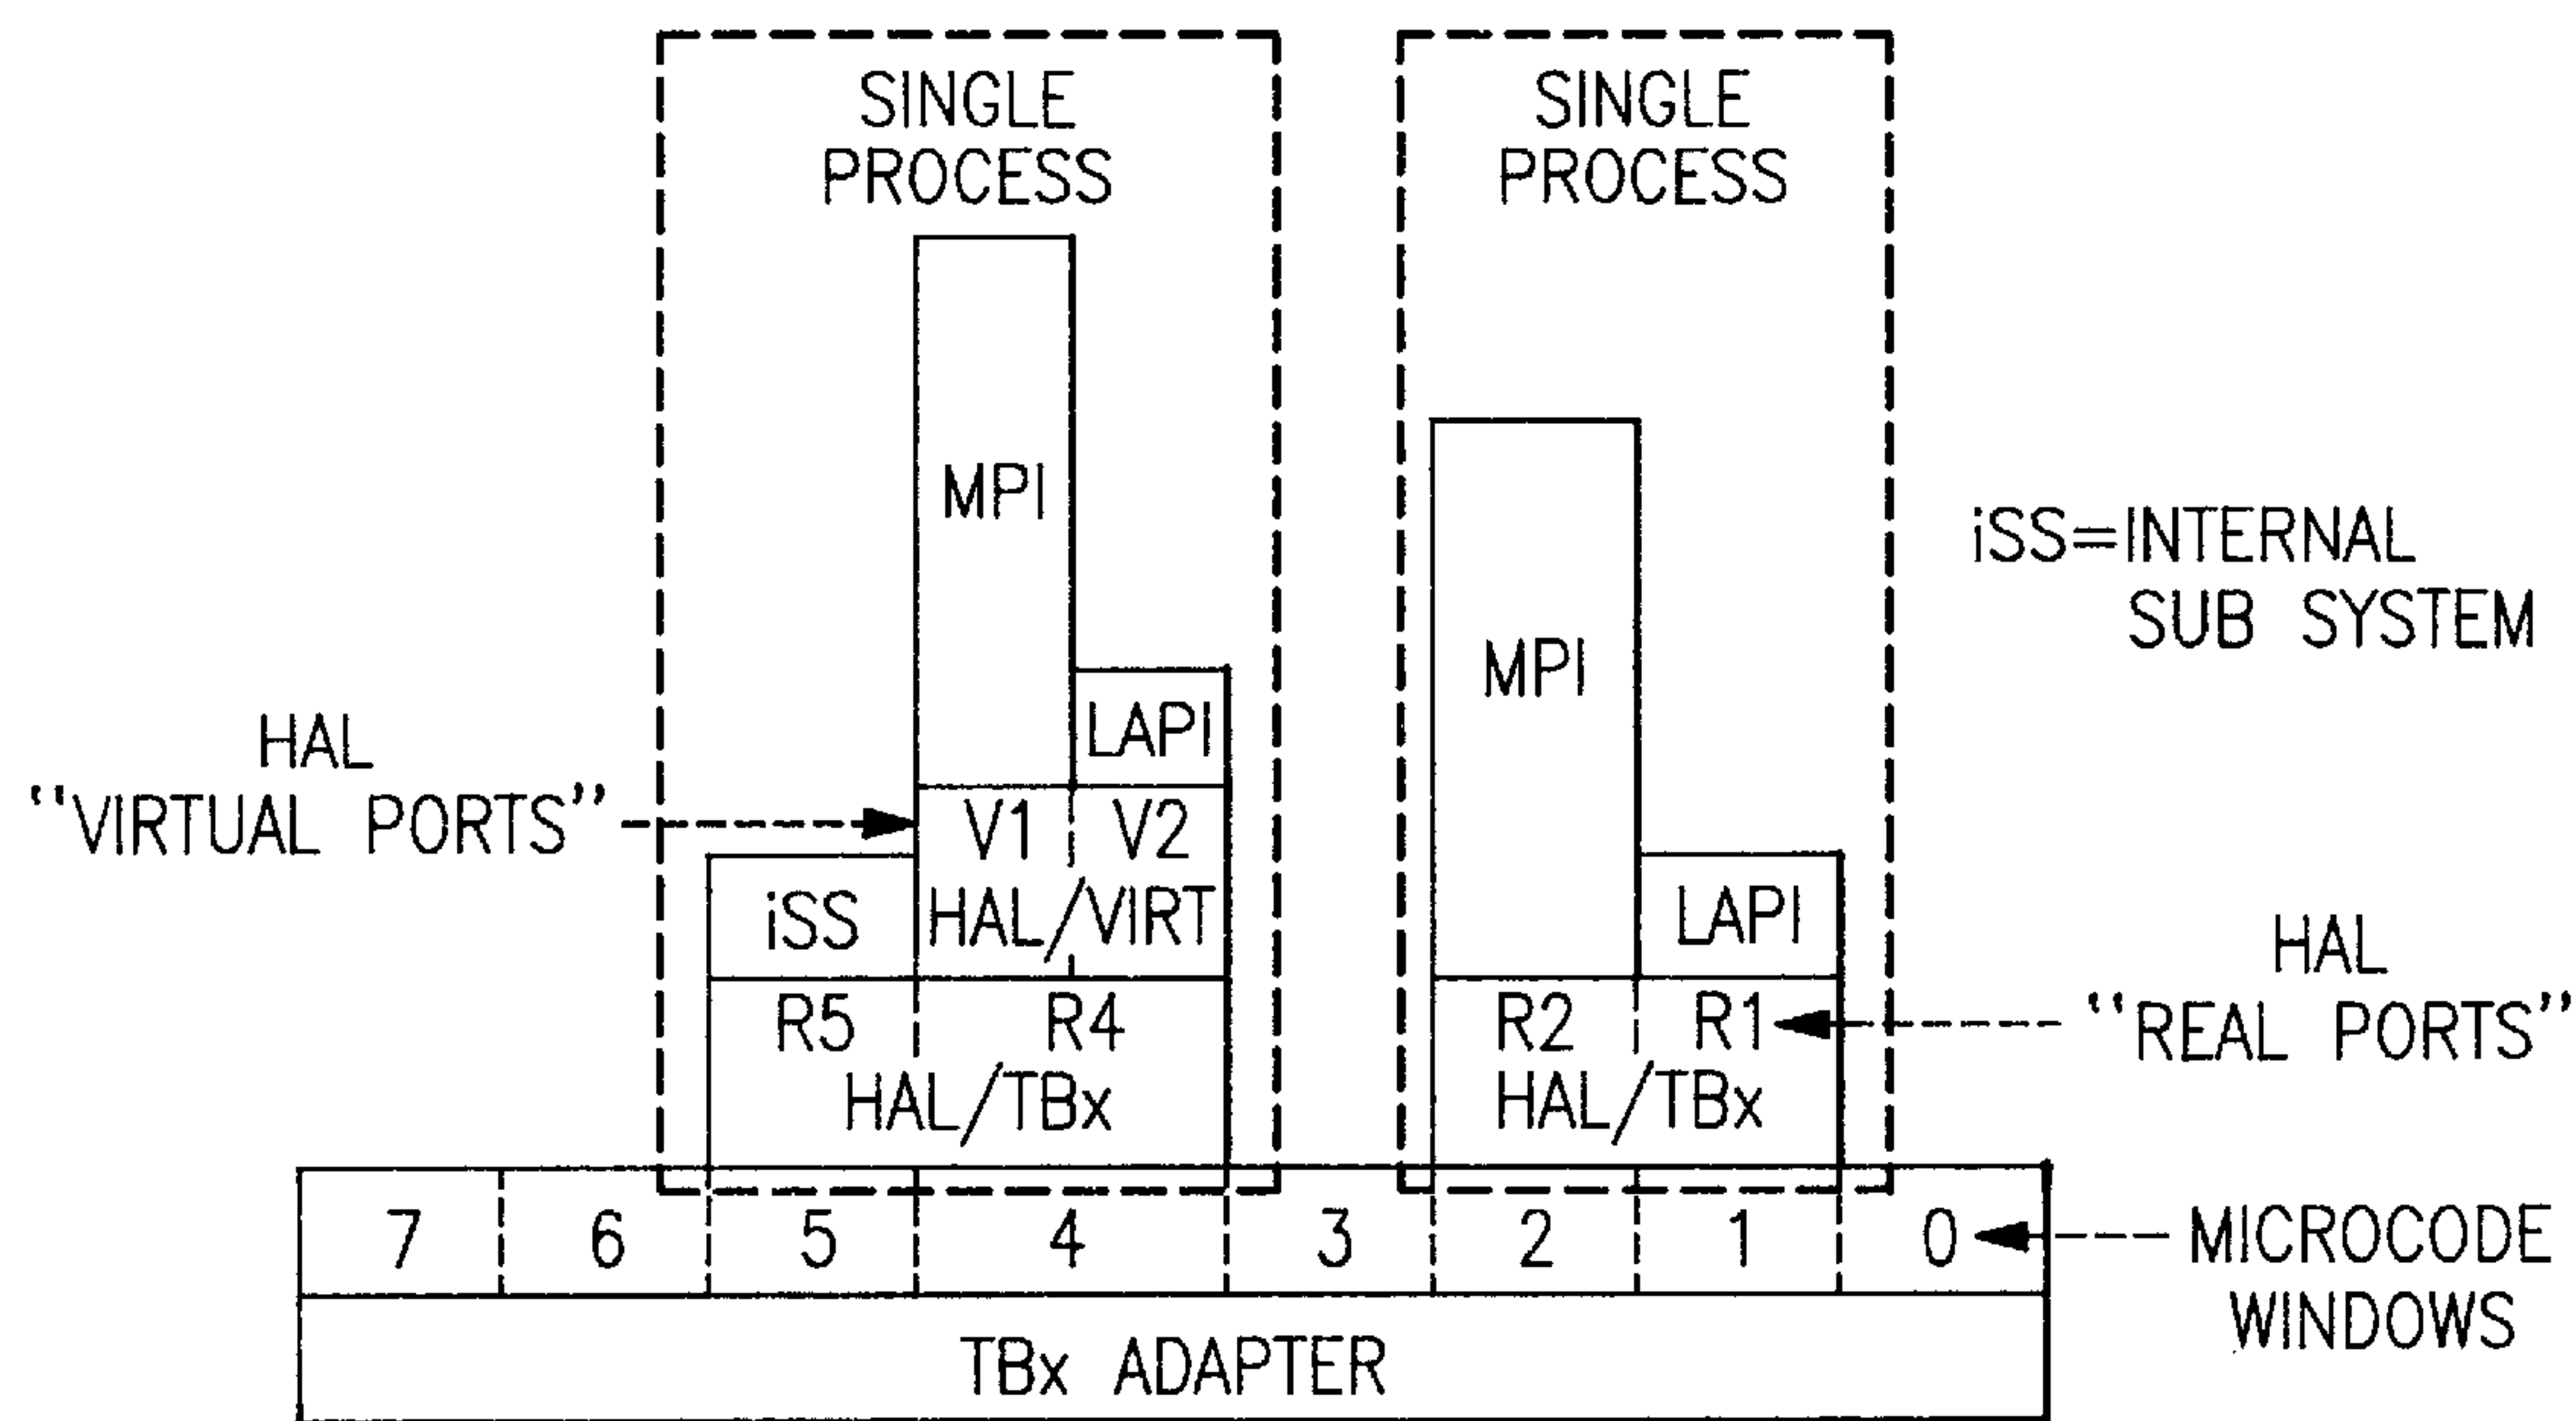 SINGLE
PROCESS
SINGLE
PROCESS
MPI
iSS=INTERNAL
SUB SYSTEM
MPI
LAPI
HAL
"VIRTUAL PORTS"
V1 V2
iSS HAL/VIRT
LAPI
HAL
"REAL PORTS"
R5 R4
R2 R1
HAL/TBx
HAL/TBx
7 6 5 4 3 2 1 0
MICROCODE
WINDOWS
TBx ADAPTER